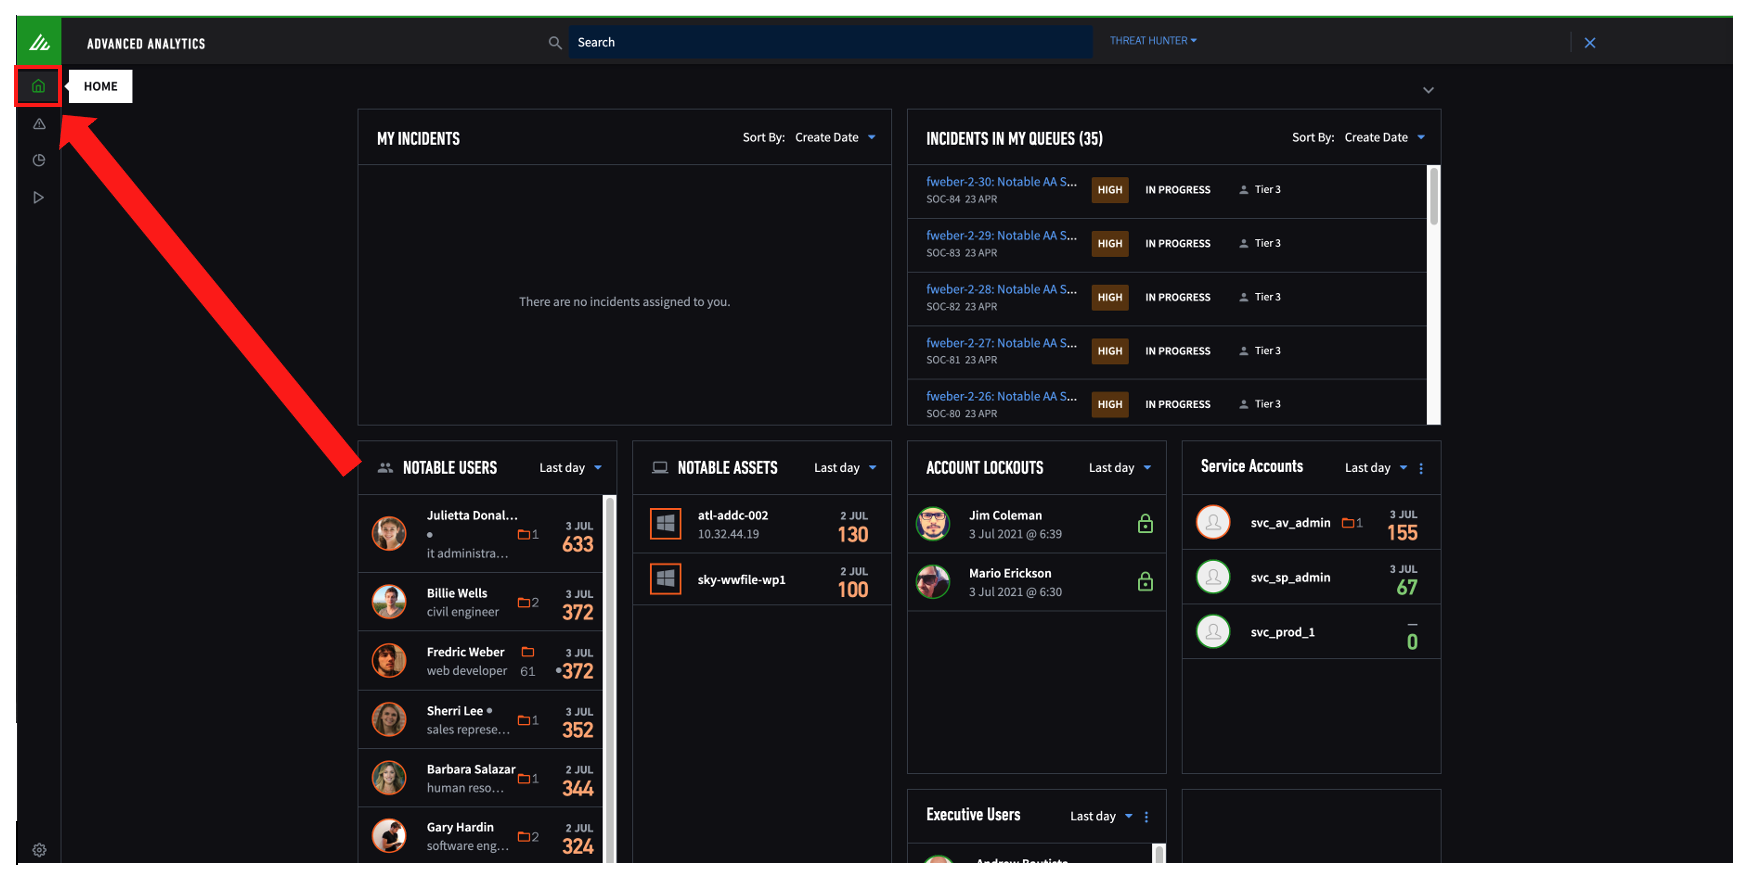 ADVANCED ANALYTICS
Search
THREAT HUNTER
HOME
MY INCIDENTS
Sort By: Create Date
There are no incidents assigned to you.
INCIDENTS IN MY QUEUES (35)
Sort By: Create Date
fweber-2-30: Notable AA S...
HIGH IN PROGRESS Tier 3
SOC-84 23 APR
fweber-2-29: Notable AA S...
HIGH IN PROGRESS Tier 3
SOC-83 23 APR
fweber-2-28: Notable AA S...
HIGH IN PROGRESS Tier 3
SOC-82 23 APR
fweber-2-27: Notable AA S...
HIGH IN PROGRESS Tier 3
SOC-81 23 APR
fweber-2-26: Notable AA S...
HIGH IN PROGRESS Tier 3
SOC-80 23 APR
NOTABLE USERS Last day
Julietta Donal...
1 3 JUL
it administra... 633
Billie Wells 3 JUL
civil engineer 2 372
Fredric Weber 3 JUL
web developer 61 372
Sherri Lee 3 JUL
sales represe... 1 352
Barbara Salazar 2 JUL
human reso... 1 344
Gary Hardin 2 JUL
software eng... 2 324
NOTABLE ASSETS Last day
atl-addc-002 2 JUL
10.32.44.19 130
sky-wwfile-wp1 2 JUL
100
ACCOUNT LOCKOUTS Last day
Jim Coleman
3 Jul 2021 @ 6:39
Mario Erickson
3 Jul 2021 @ 6:30
Service Accounts Last day
svc_av_admin 1 3 JUL
155
svc_sp_admin 3 JUL
67
svc_prod_1 –
0
Executive Users Last day